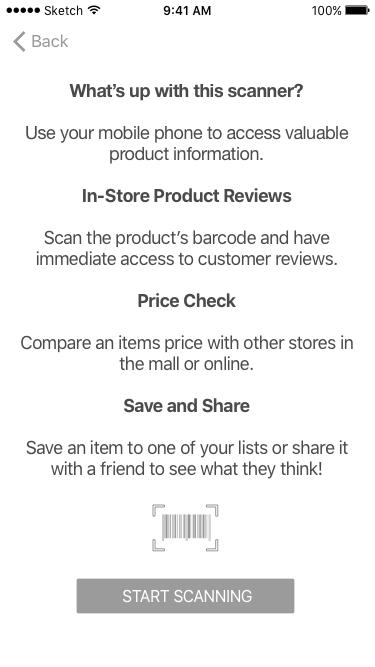 Sketch 9:41 AM 100%
Back
What's up with this scanner?
Use your mobile phone to access valuable
product information.
In-Store Product Reviews
Scan the product's barcode and have
immediate access to customer reviews.
Price Check
Compare an items price with other stores in
the mall or online.
Save and Share
Save an item to one of your lists or share it
with a friend to see what they think!
START SCANNING